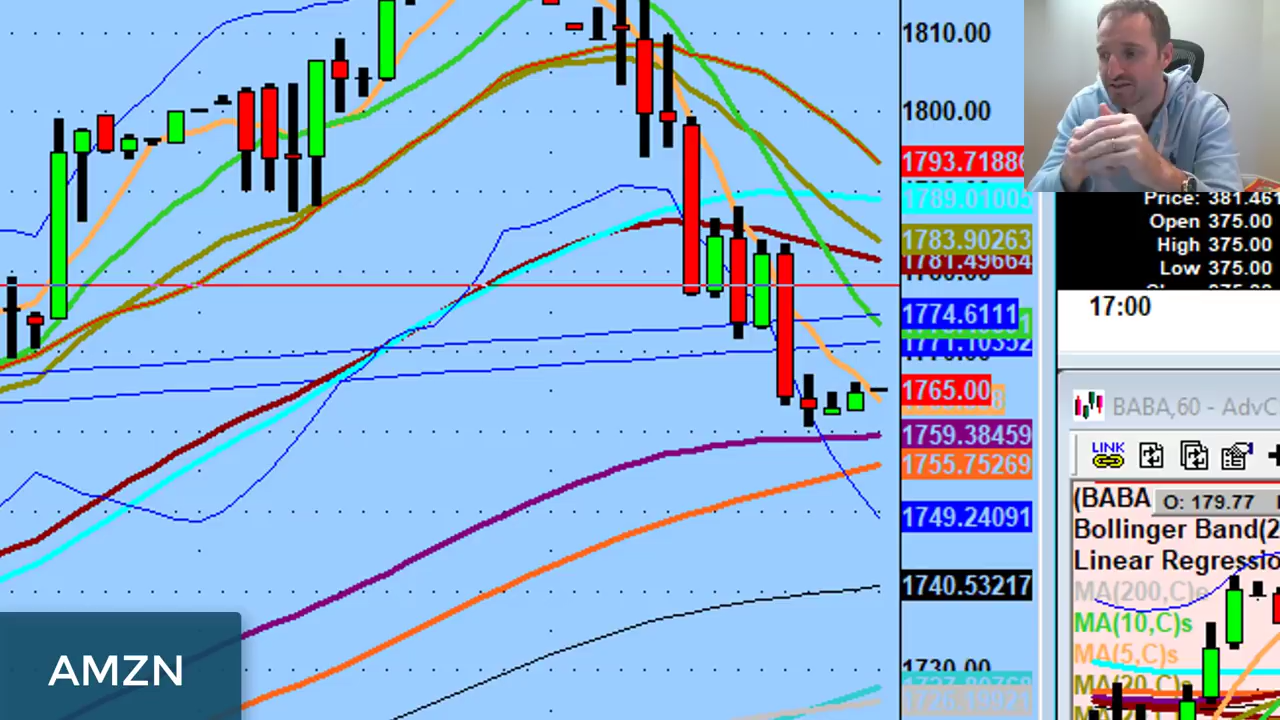 1810.00
1800.00
1793.71886
1789.01005
1783.90263
1781.49664
1774.6111
1771.10352
1765.00
1759.38459
1755.75269
1749.24091
1740.53217
1730.00
AMZN
Price: 381.461
Open 375.00
High 375.00
Low 375.00
17:00
BABA,60 - AdvC
LINK
(BABA O: 179.77
Bollinger Band(2
Linear Regressio
MA(200,C)e
MA(10,C)s
MA(5,C)s
MA(20,C)s